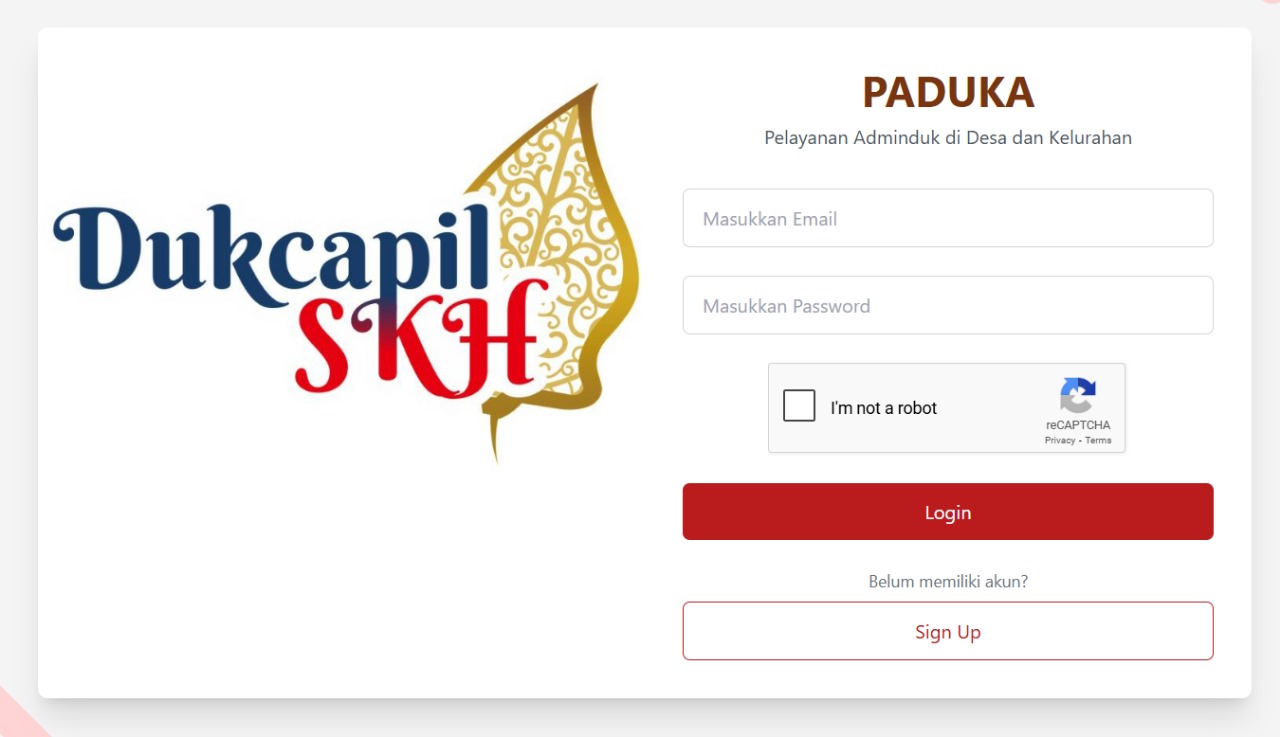 Dukcapil
SKH
PADUKA
Pelayanan Adminduk di Desa dan Kelurahan
Masukkan Email
Masukkan Password
I'm not a robot
reCAPTCHA
Privacy - Terms
Login
Belum memiliki akun?
Sign Up